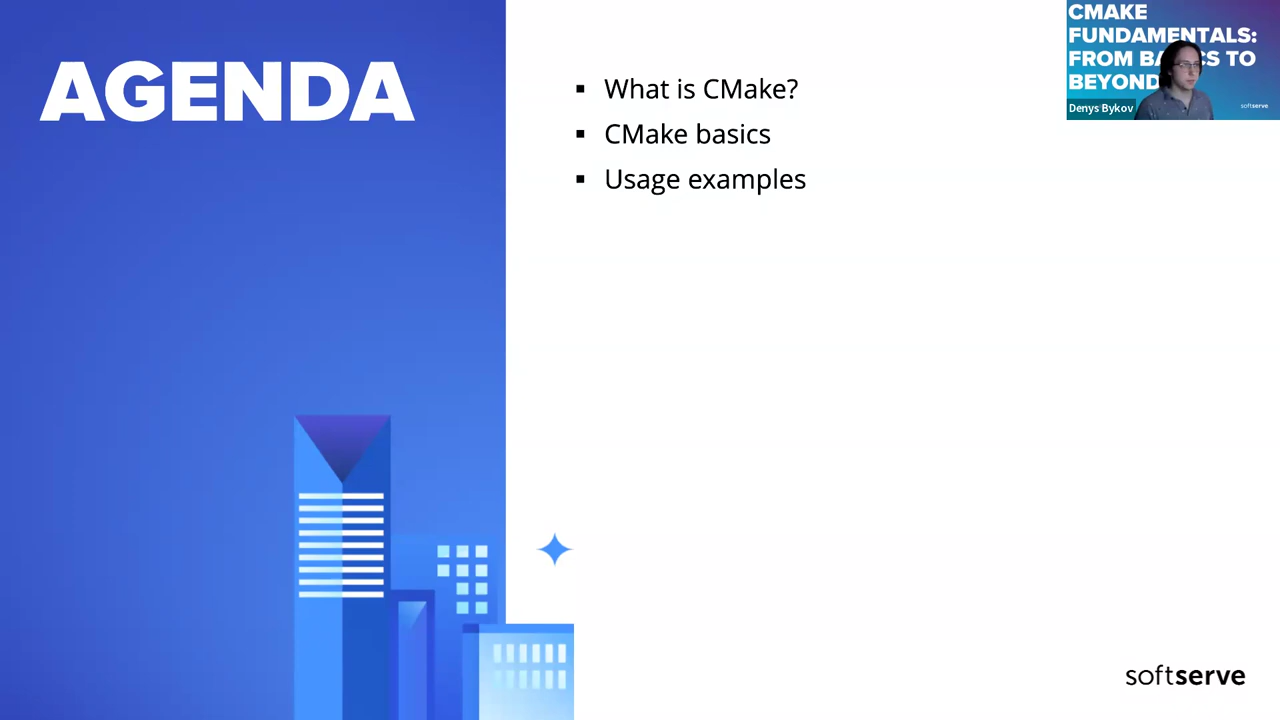 AGENDA
What is CMake?
CMake basics
Usage examples
CMAKE
FUNDAMENTALS:
FROM BA CS TO
BEYOND
Denys Bykov
softserve
softserve